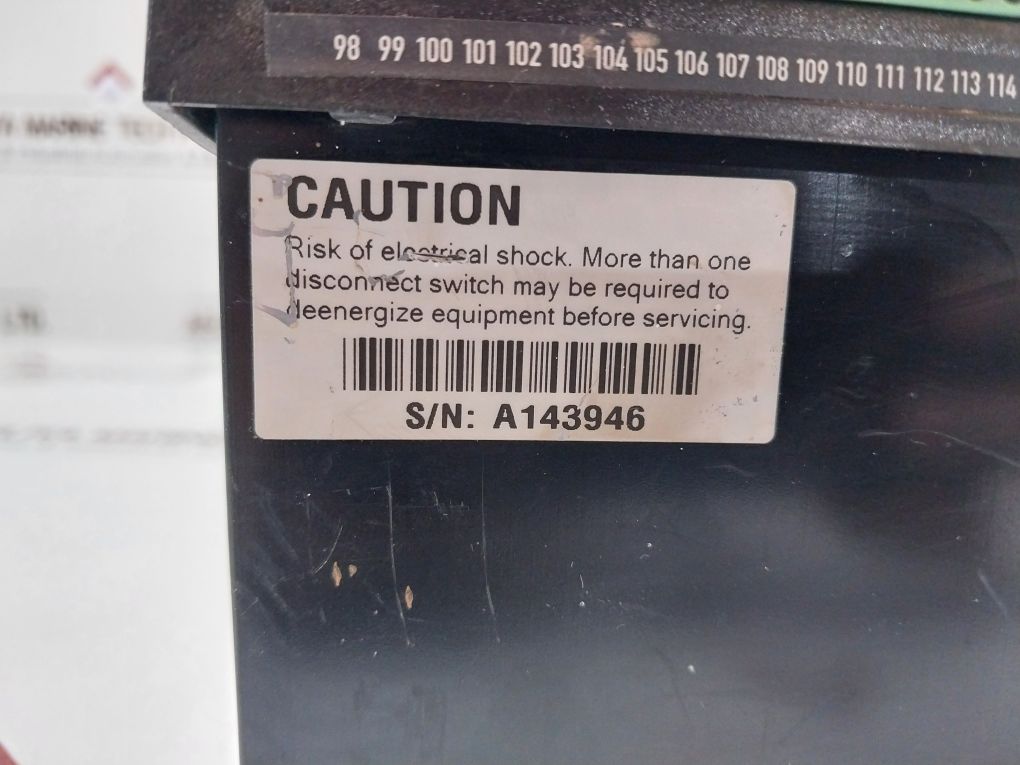 98 99 100 101 102 103 104 105 106 107 108 109 110 111 112 113 114
CAUTION
Risk of electrical shock. More than one
disconnect switch may be required to
deenergize equipment before servicing.
S/N: A143946